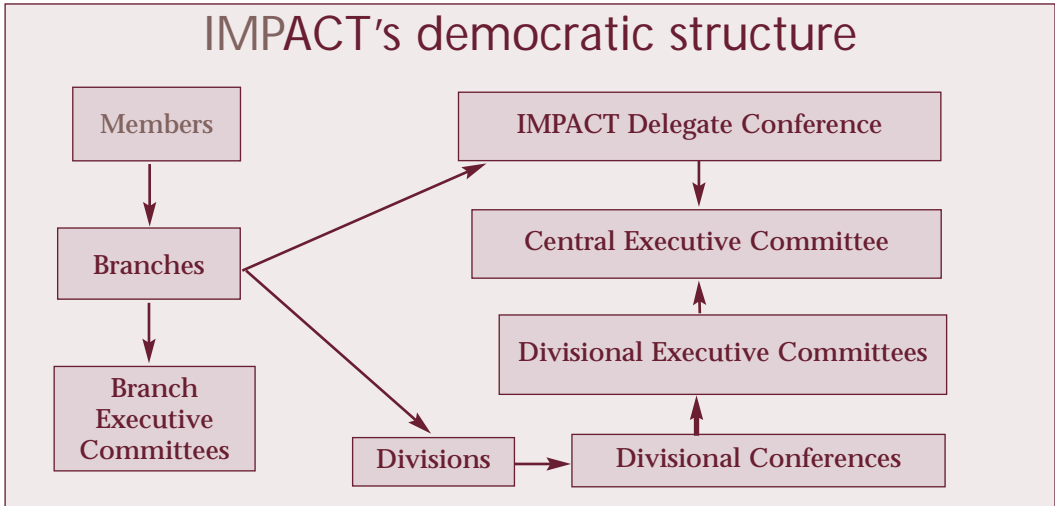 IMPACT's democratic structure
Members
IMPACT Delegate Conference
Branches
Central Executive Committee
Divisional Executive Committees
Branch
Executive
Committees
Divisions
Divisional Conferences